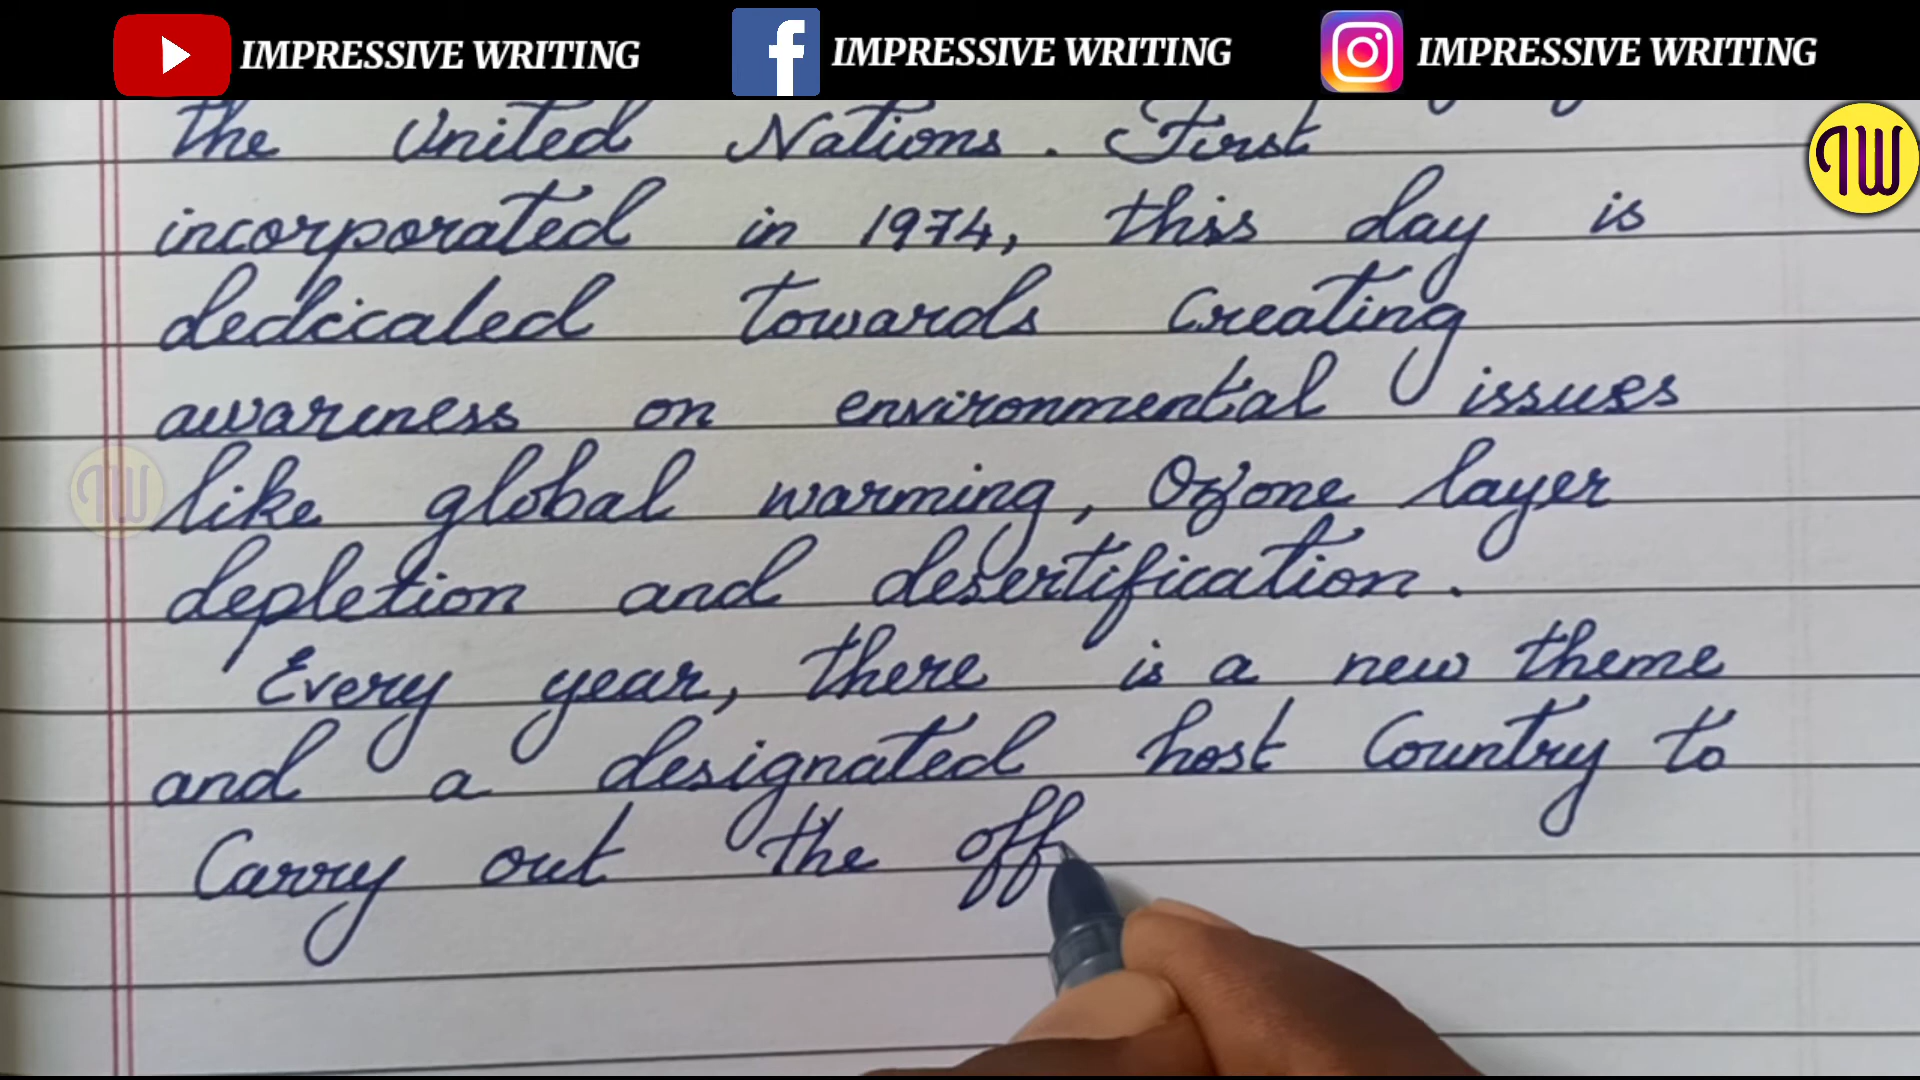 IMPRESSIVE WRITING IMPRESSIVE WRITING IMPRESSIVE WRITING
IW
the United Nations. First
incorporated in 1974, this day is
dedicated towards Creating
awareness on environmental issues
like global warming, Ozone layer
depletion and desertification.
Every year, there is a new theme
and a designated host Country to
Carry out the off